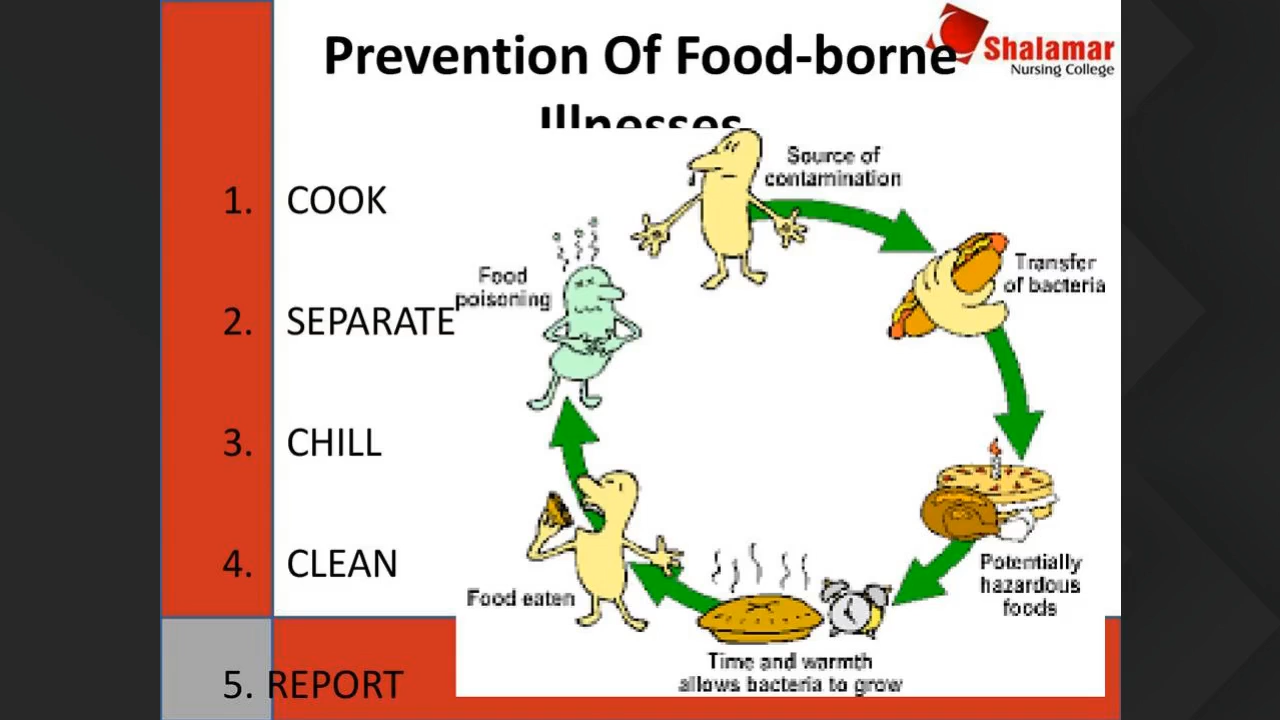 Prevention Of Food-borne
Illnesses
Shalamar
Nursing College
1. COOK
2. SEPARATE
3. CHILL
4. CLEAN
5. REPORT
Source of
contamination
Transfer
of bacteria
Potentially
hazardous
foods
Time and warmth
allows bacteria to grow
Food eaten
Food
poisoning